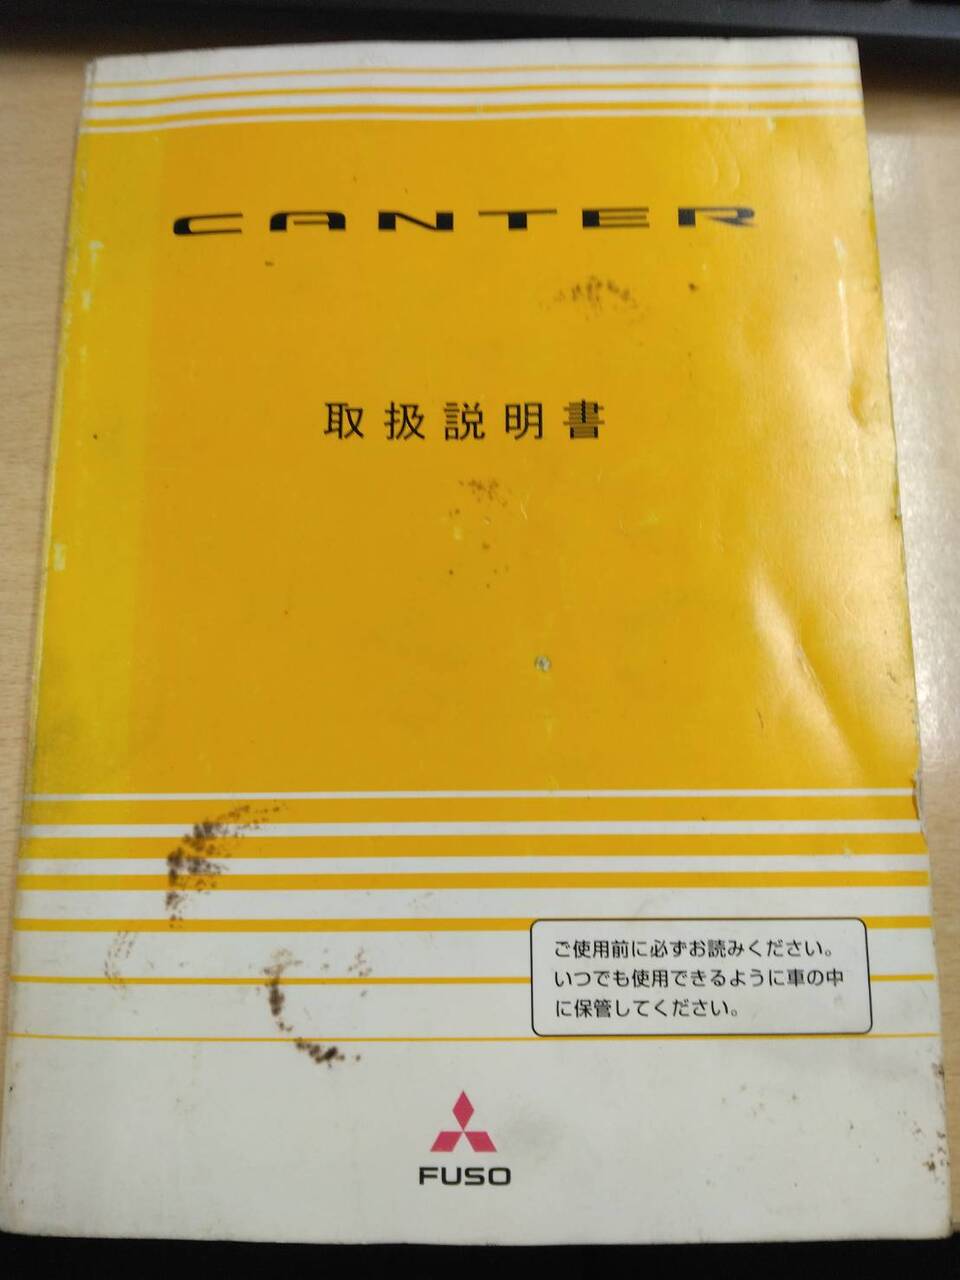 CANTER
取扱説明書
ご使用前に必ずお読みください。
いつでも使用できるように車の中
に保管してください。
FUSO